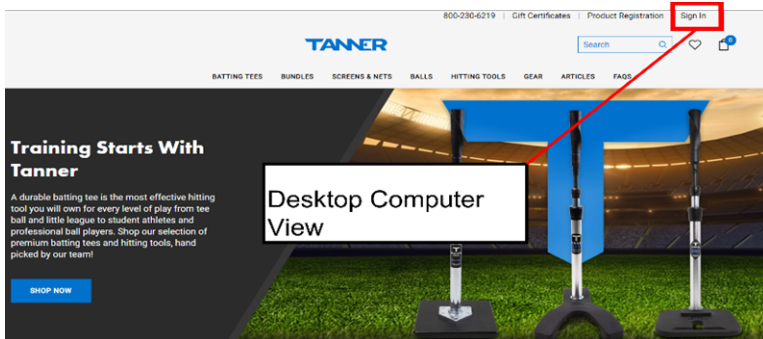 800-230-6219 | Gift Certificates | Product Registration Sign In
TANNER
Search
0
BATTING TEES BUNDLES SCREENS & NETS BALLS HITTING TOOLS GEAR ARTICLES FAQS
Training Starts With
Tanner
A durable batting tee is the most effective hitting
tool you will own for every level of play from tee
ball and little league to student athletes and
professional ball players. Shop our selection of
premium batting tees and hitting tools, hand
picked by our team!
SHOP NOW
Desktop Computer
View